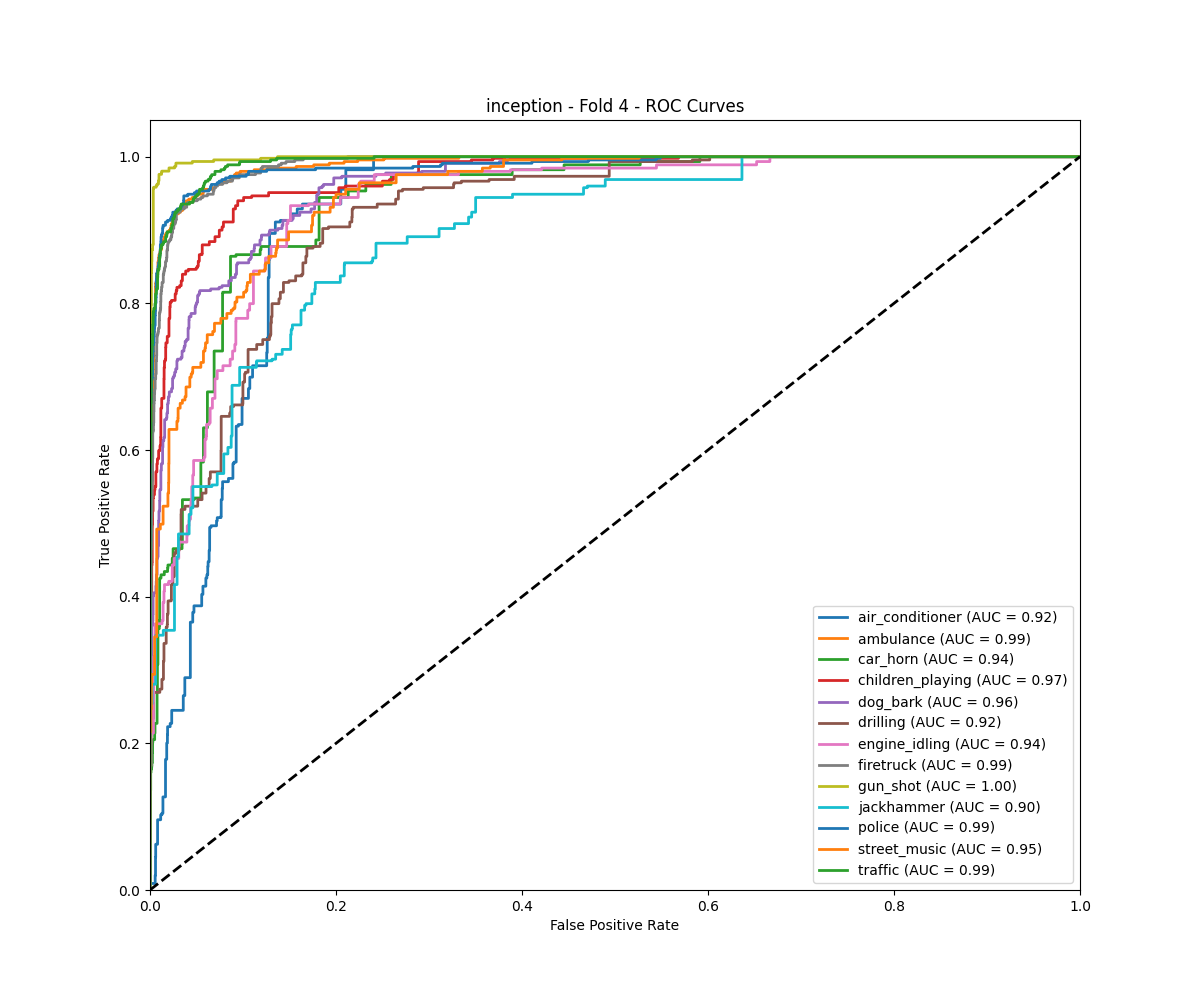 inception - Fold 4 - ROC Curves
True Positive Rate
1.0
0.8
0.6
0.4
0.2
0.0
air_conditioner (AUC = 0.92)
ambulance (AUC = 0.99)
car_horn (AUC = 0.94)
children_playing (AUC = 0.97)
dog_bark (AUC = 0.96)
drilling (AUC = 0.92)
engine_idling (AUC = 0.94)
firetruck (AUC = 0.99)
gun_shot (AUC = 1.00)
jackhammer (AUC = 0.90)
police (AUC = 0.99)
street_music (AUC = 0.95)
traffic (AUC = 0.99)
0.0 0.2 0.4 0.6 0.8 1.0
False Positive Rate